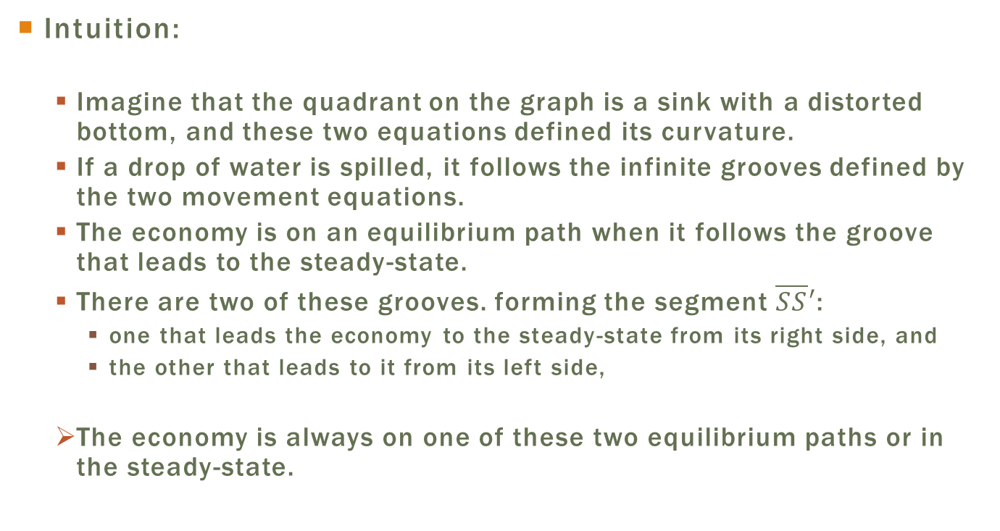 Intuition:
Imagine that the quadrant on the graph is a sink with a distorted
bottom, and these two equations defined its curvature.
If a drop of water is spilled, it follows the infinite grooves defined by
the two movement equations.
The economy is on an equilibrium path when it follows the groove
that leads to the steady-state.
There are two of these grooves. forming the segment S̅S̅′:
one that leads the economy to the steady-state from its right side, and
the other that leads to it from its left side,
The economy is always on one of these two equilibrium paths or in
the steady-state.